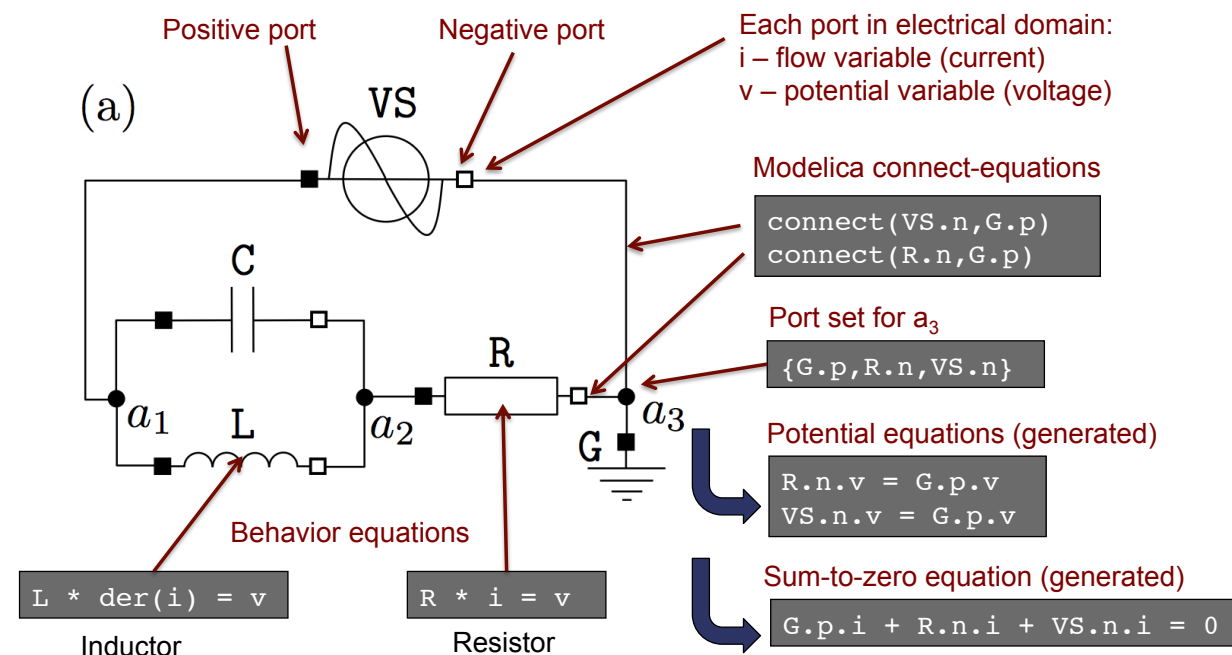 Positive port
Negative port
Each port in electrical domain:
i – flow variable (current)
v – potential variable (voltage)
(a)
VS
Modelica connect-equations
connect(VS.n,G.p)
connect(R.n,G.p)
C
Port set for a3
{G.p,R.n,VS.n}
R
a1
L
a2
a3
G
Potential equations (generated)
R.n.v = G.p.v
VS.n.v = G.p.v
Behavior equations
L * der(i) = v
Inductor
R * i = v
Resistor
Sum-to-zero equation (generated)
G.p.i + R.n.i + VS.n.i = 0